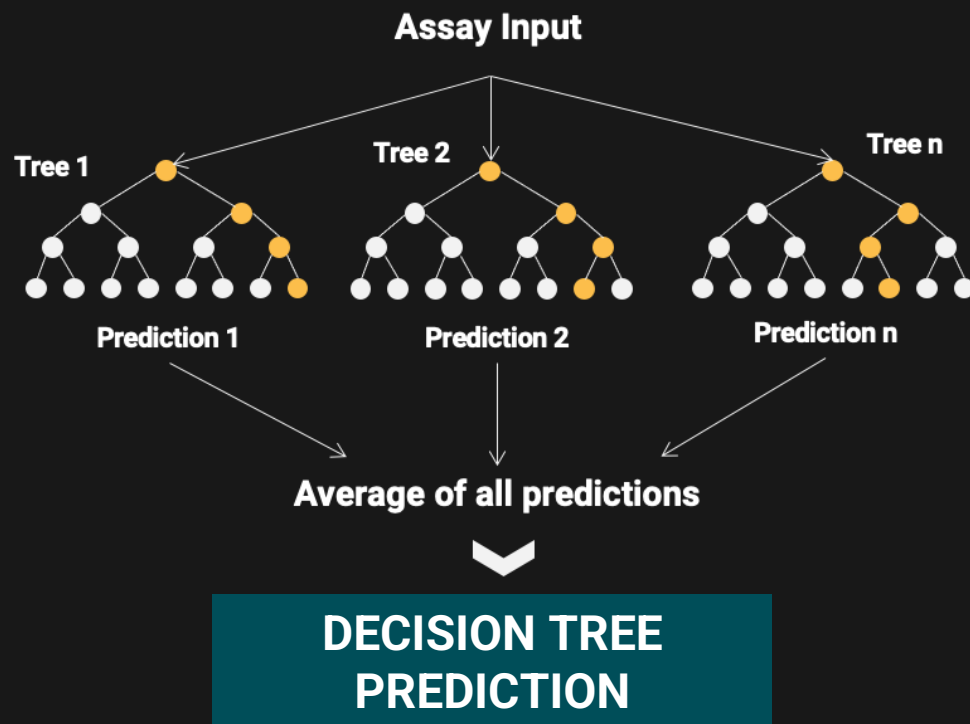 Assay Input
Tree 1
Tree 2
Tree n
Prediction 1
Prediction 2
Prediction n
Average of all predictions
DECISION TREE
PREDICTION